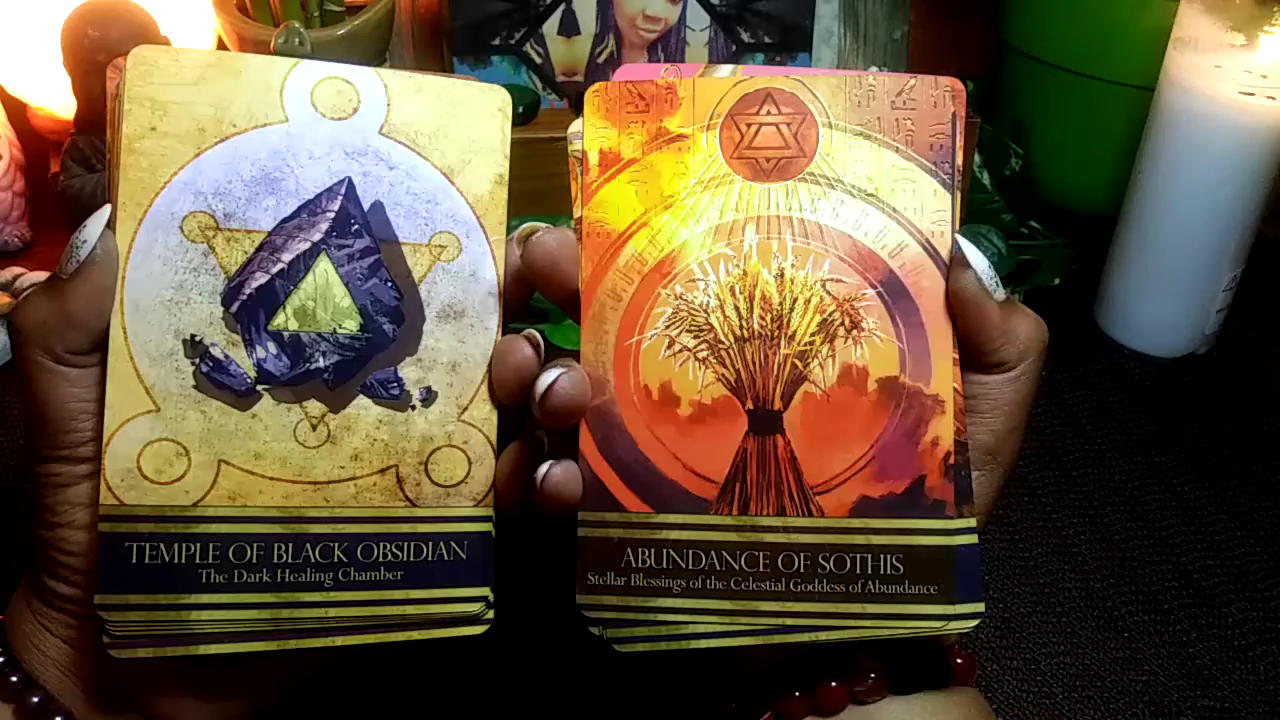 TEMPLE OF BLACK OBSIDIAN
The Dark Healing Chamber
ABUNDANCE OF SOTHIS
Stellar Blessings of the Celestial Goddess of Abundance